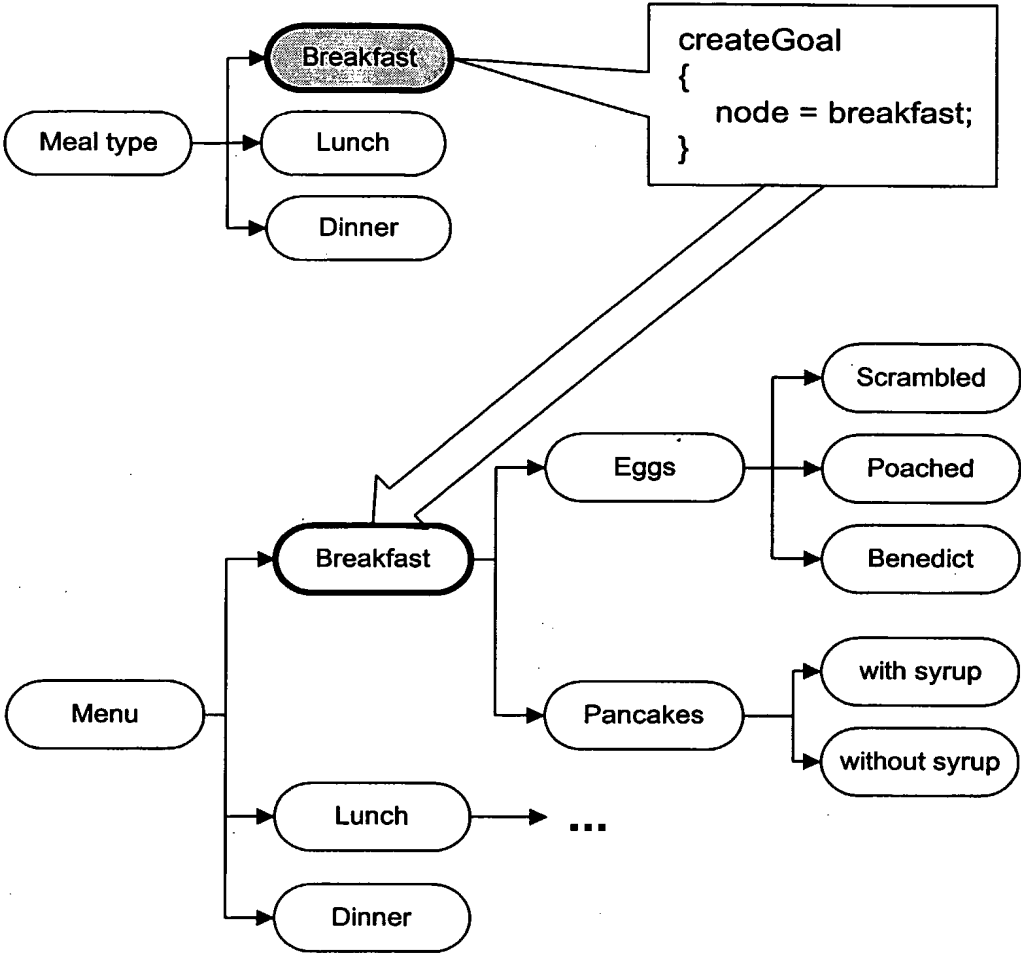 Breakfast
createGoal
{
node = breakfast;
}
Meal type
Lunch
Dinner
Scrambled
Eggs
Poached
Breakfast
Benedict
with syrup
Menu
Pancakes
without syrup
Lunch
...
Dinner